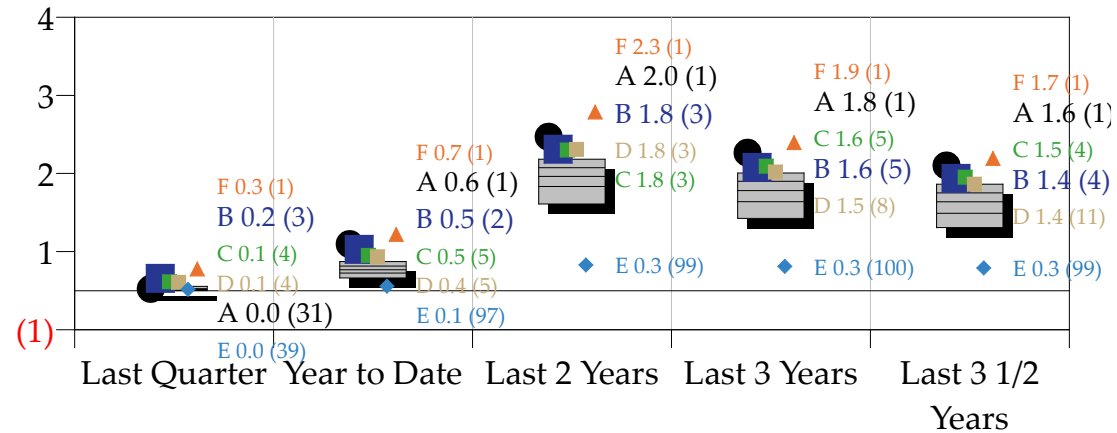 4
3
2
1
(1)
F 0.3 (1)
B 0.2 (3)
C 0.1 (4)
D 0.1 (4)
A 0.0 (31)
E 0.0 (39)
F 0.7 (1)
A 0.6 (1)
B 0.5 (2)
C 0.5 (5)
D 0.4 (5)
E 0.1 (97)
F 2.3 (1)
A 2.0 (1)
B 1.8 (3)
D 1.8 (3)
C 1.8 (3)
E 0.3 (99)
F 1.9 (1)
A 1.8 (1)
C 1.6 (5)
B 1.6 (5)
D 1.5 (8)
E 0.3 (100)
F 1.7 (1)
A 1.6 (1)
C 1.5 (4)
B 1.4 (4)
D 1.4 (11)
E 0.3 (99)
Last Quarter
Year to Date
Last 2 Years
Last 3 Years
Last 3 1/2
Years